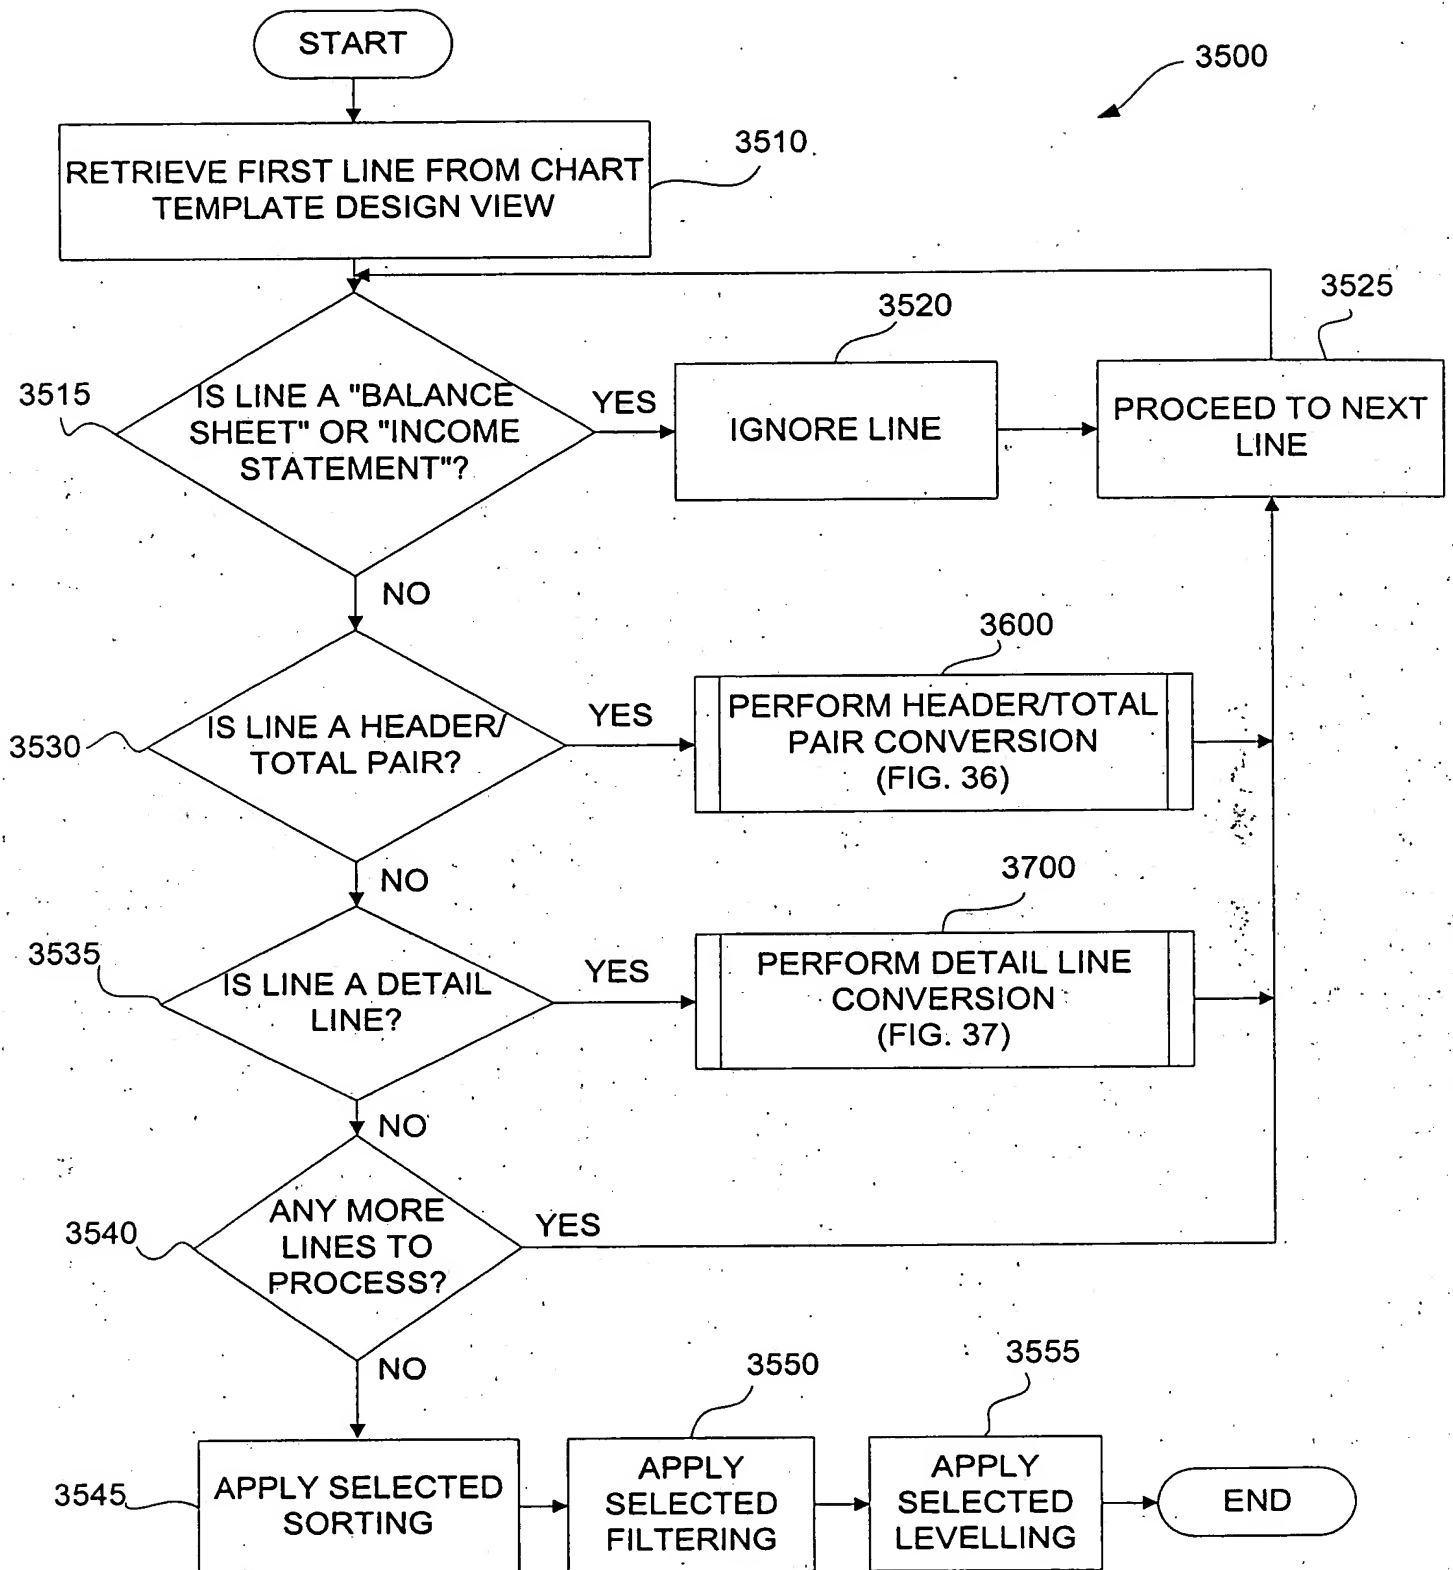 START
3500
3510
RETRIEVE FIRST LINE FROM CHART
TEMPLATE DESIGN VIEW
3515
IS LINE A "BALANCE
SHEET" OR "INCOME
STATEMENT"?
YES
3520
IGNORE LINE
3525
PROCEED TO NEXT
LINE
NO
3530
IS LINE A HEADER/
TOTAL PAIR?
YES
3600
PERFORM HEADER/TOTAL
PAIR CONVERSION
(FIG. 36)
NO
3535
IS LINE A DETAIL
LINE?
YES
3700
PERFORM DETAIL LINE
CONVERSION
(FIG. 37)
NO
3540
ANY MORE
LINES TO
PROCESS?
YES
NO
3545
APPLY SELECTED
SORTING
3550
APPLY
SELECTED
FILTERING
3555
APPLY
SELECTED
LEVELLING
END